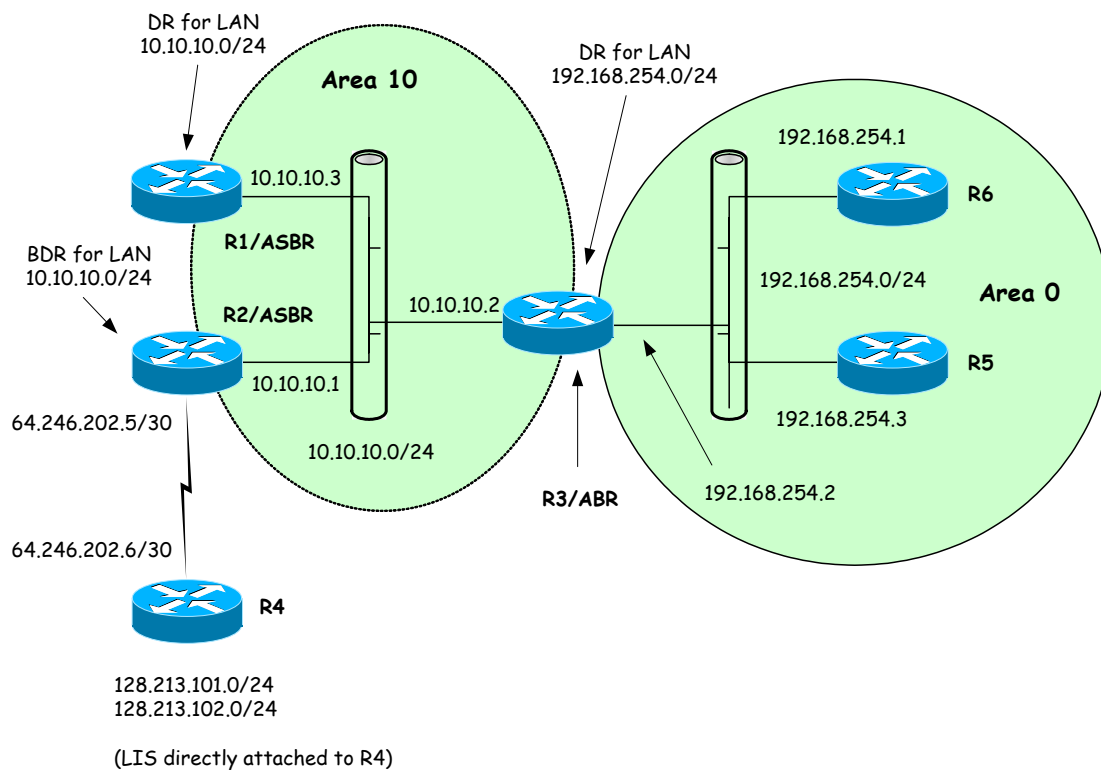 DR for LAN
10.10.10.0/24
DR for LAN
192.168.254.0/24
Area 10
192.168.254.1
10.10.10.3
R6
R1/ASBR
BDR for LAN
10.10.10.0/24
192.168.254.0/24
Area 0
R2/ASBR
10.10.10.2
R5
10.10.10.1
64.246.202.5/30
192.168.254.3
10.10.10.0/24
192.168.254.2
R3/ABR
64.246.202.6/30
R4
128.213.101.0/24
128.213.102.0/24
(LIS directly attached to R4)